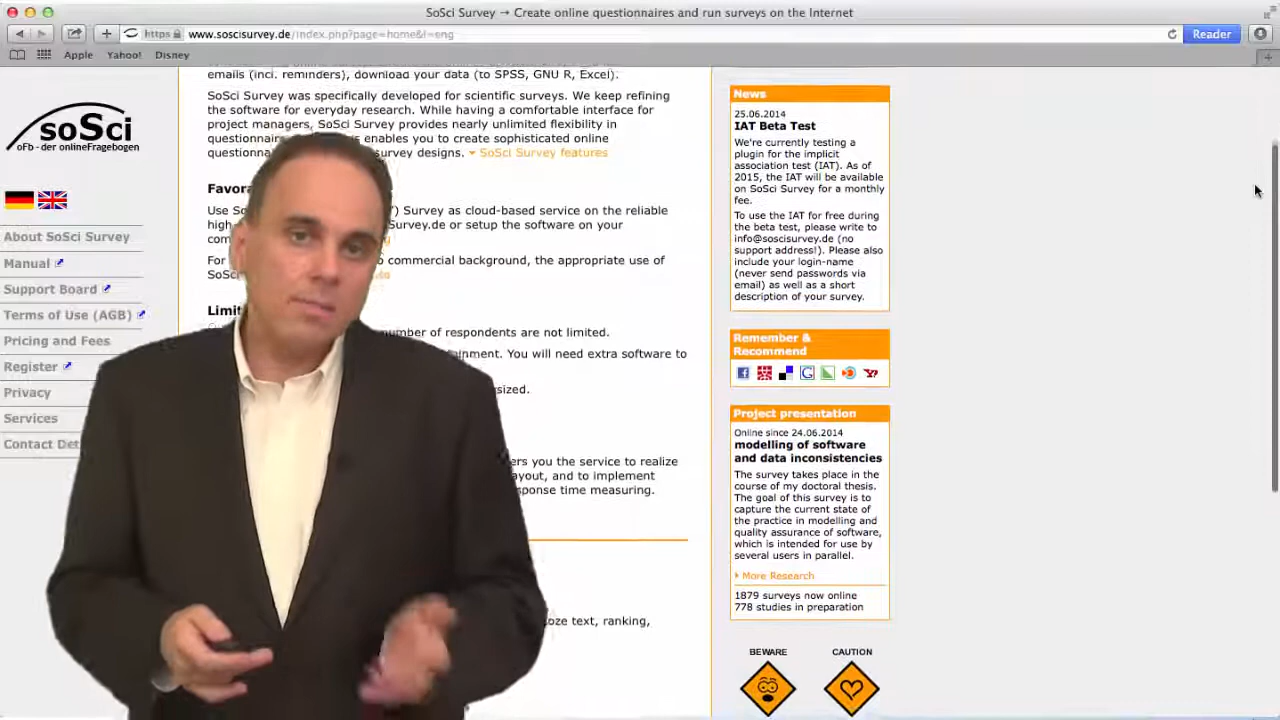 SoSci Survey → Create online questionnaires and run surveys on the Internet
https www.soscisurvey.de/index.php?page=home&l=eng
Reader
Apple Yahoo! Disney
soSci
oFb - der onlineFragebogen
About SoSci Survey
Manual
Support Board
Terms of Use (AGB)
Pricing and Fees
Register
Privacy
Services
Contact Det
emails (incl. reminders), download your data (to SPSS, GNU R, Excel).
SoSci Survey was specifically developed for scientific surveys. We keep refining
the software for everyday research. While having a comfortable interface for
project managers, SoSci Survey provides nearly unlimited flexibility in
questionnaire es enables you to create sophisticated online
questionna survey designs. SoSci Survey features
Favora
Use So ') Survey as cloud-based service on the reliable
high- Survey.de or setup the software on your
com
For o commercial background, the appropriate use of
SoSci
Limit
number of respondents are not limited.
ainment. You will need extra software to
sized.
ers you the service to realize
ayout, and to implement
sponse time measuring.
oze text, ranking,
News
25.06.2014
IAT Beta Test
We're currently testing a
plugin for the implicit
association test (IAT). As of
2015, the IAT will be available
on SoSci Survey for a monthly
fee.
To use the IAT for free during
the beta test, please write to
info@soscisurvey.de (no
support address!). Please also
include your login-name
(never send passwords via
email) as well as a short
description of your survey.
Remember &
Recommend
Project presentation
Online since 24.06.2014
modelling of software
and data inconsistencies
The survey takes place in the
course of my doctoral thesis.
The goal of this survey is to
capture the current state of
the practice in modelling and
quality assurance of software,
which is intended for use by
several users in parallel.
More Research
1879 surveys now online
778 studies in preparation
BEWARE CAUTION